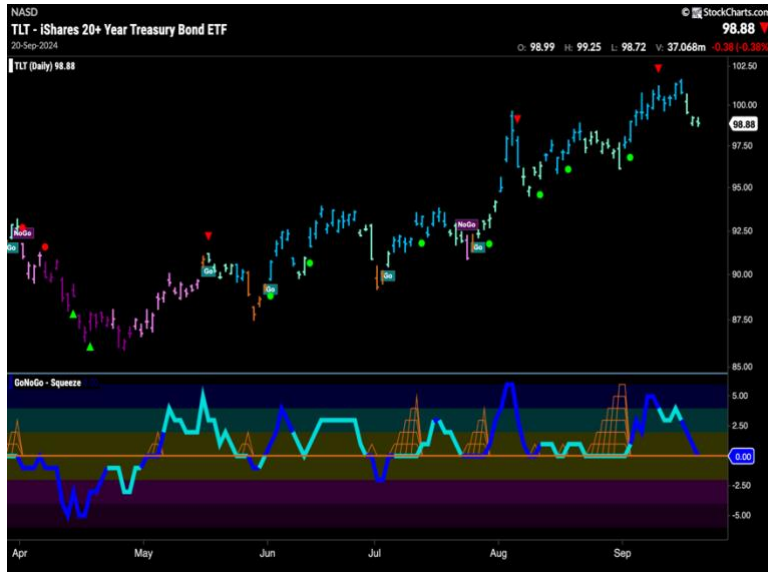 NASD
© StockCharts.com
TLT - iShares 20+ Year Treasury Bond ETF
98.88
20-Sep-2024
O: 98.99 H: 99.25 L: 98.72 V: 37.068m -0.38 (-0.38%)
TLT (Daily) 98.88
102.50
100.00
98.88
97.50
95.00
92.50
90.00
87.50
85.00
NoGo
Go
Go
Go
Go
NoGo
Go
GoNoGo - Squeeze
5.00
2.50
0.00
-2.50
-5.00
Apr
May
Jun
Jul
Aug
Sep